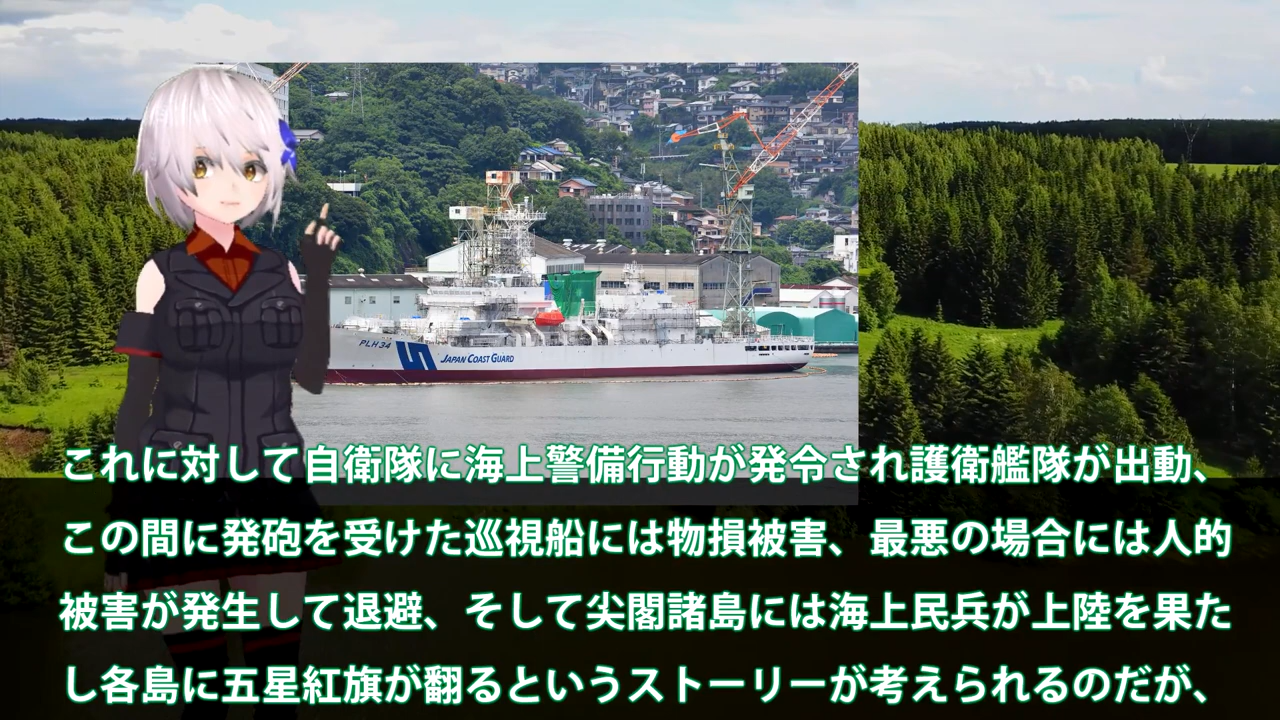 PLH34
JAPAN COAST GUARD
これに対して自衛隊に海上警備行動が発令され護衛艦隊が出動、
この間に発砲を受けた巡視船には物損被害、最悪の場合には人的
被害が発生して退避、そして尖閣諸島には海上民兵が上陸を果た
し各島に五星紅旗が翻るというストーリーが考えられるのだが、